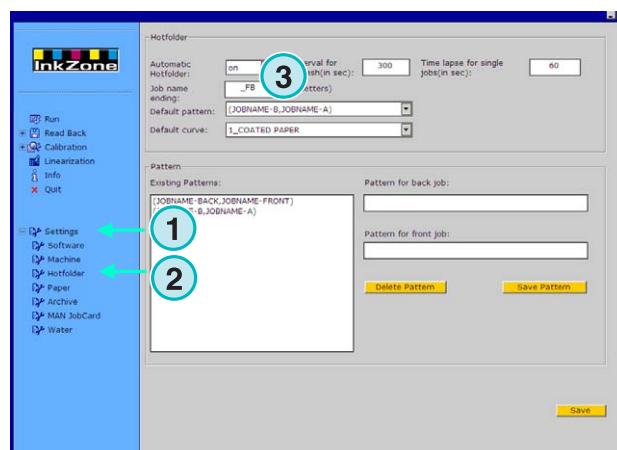 InkZone
Run
Read Back
Calibration
Linearization
Info
Quit
Settings
Software
Machine
Hotfolder
Paper
Archive
MAN JobCard
Water
1
2
Hotfolder
Automatic Hotfolder:
on
3
for
(in sec):
300
Time lapse for single jobs(in sec):
60
Job name ending:
_FB
Default pattern:
(JOBNAME-B,JOBNAME-A)
Default curve:
1_COATED PAPER
Pattern
Existing Patterns:
(JOBNAME-BACK,JOBNAME-FRONT)
-B,JOBNAME-A)
Pattern for back job:
Pattern for front job:
Delete Pattern
Save Pattern
Save